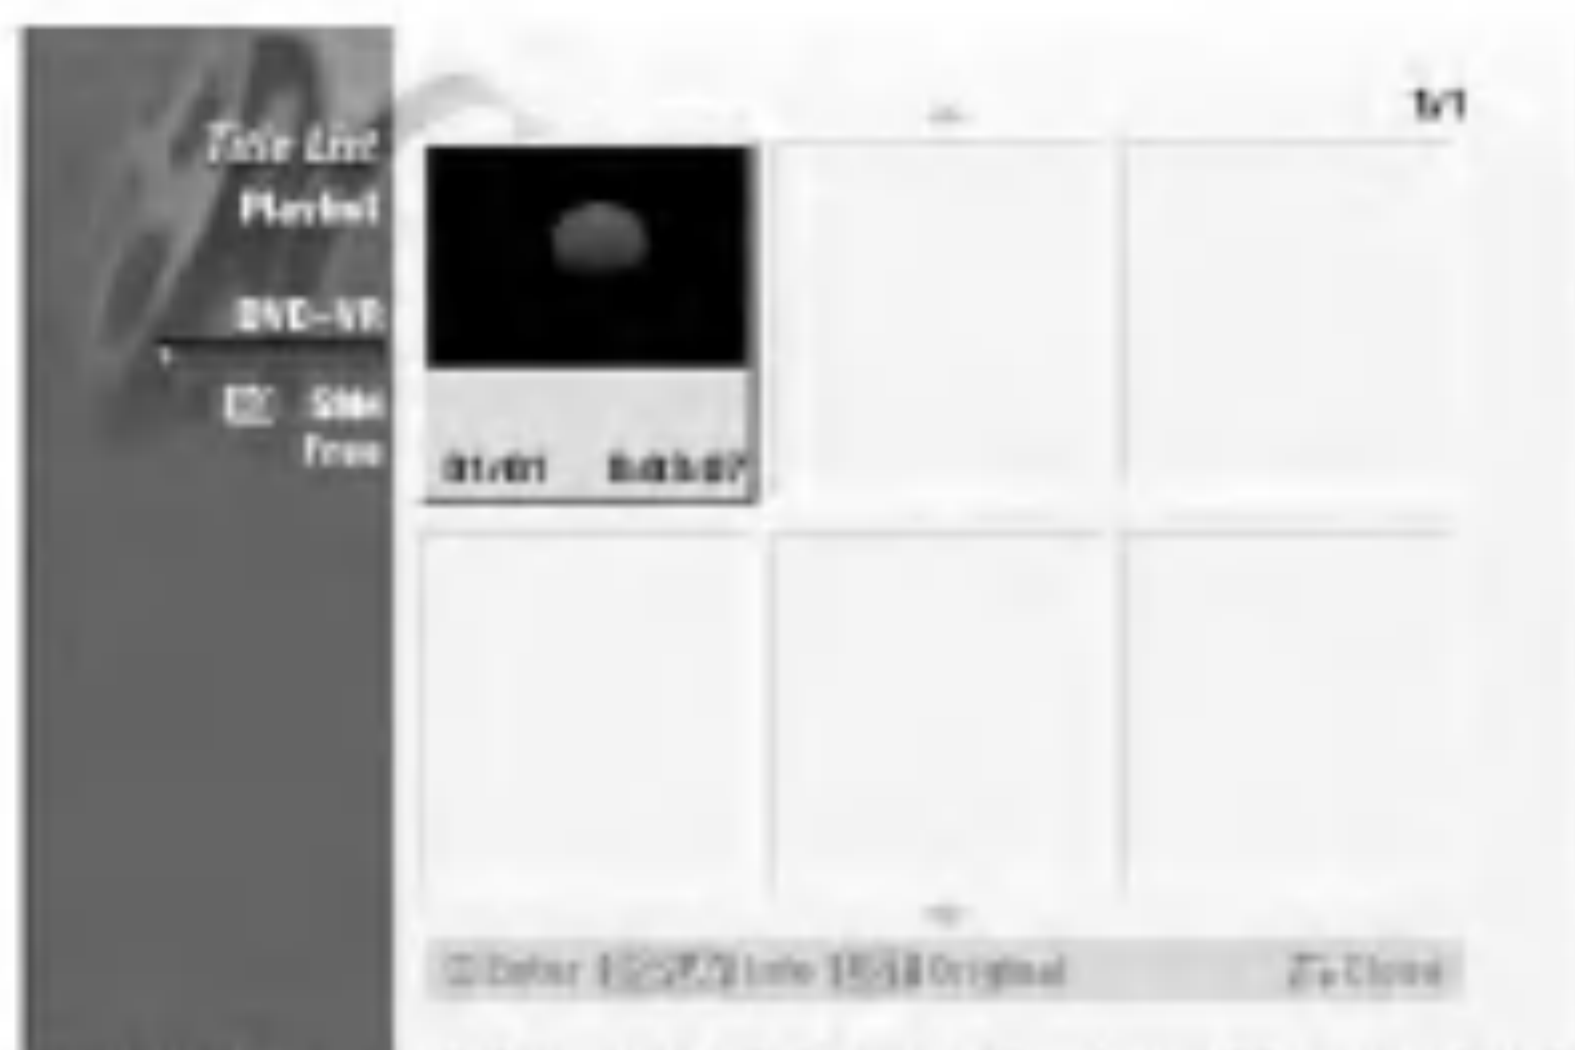 1/1
Title List
Playlist
DVD-VR
Free
01/01
Enter Info Original Close